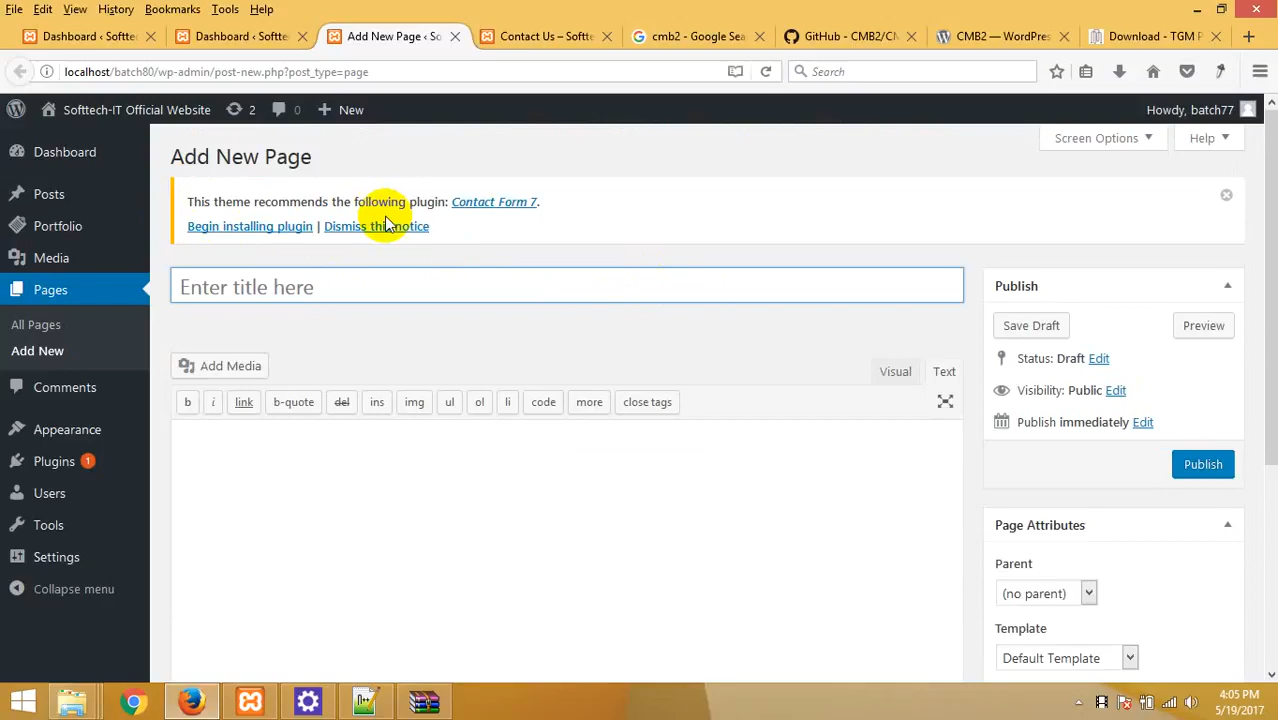 File Edit View History Bookmarks Tools Help
Dashboard ‹ Softtec
Dashboard ‹ Softtec
Add New Page ‹ So
Contact Us – Softte
cmb2 - Google Sea
GitHub - CMB2/CM
CMB2 — WordPres
Download - TGM P
localhost/batch80/wp-admin/post-new.php?post_type=page
Search
Softtech-IT Official Website 2 0 New
Howdy, batch77
Dashboard
Posts
Portfolio
Media
Pages
All Pages
Add New
Comments
Appearance
Plugins 1
Users
Tools
Settings
Collapse menu
Screen Options
Help
Add New Page
This theme recommends the following plugin: Contact Form 7.
Begin installing plugin | Dismiss this notice
Enter title here
Add Media
Visual Text
b i link b-quote del ins img ul ol li code more close tags
Publish
Save Draft Preview
Status: Draft Edit
Visibility: Public Edit
Publish immediately Edit
Publish
Page Attributes
Parent
(no parent)
Template
Default Template
4:05 PM
5/19/2017